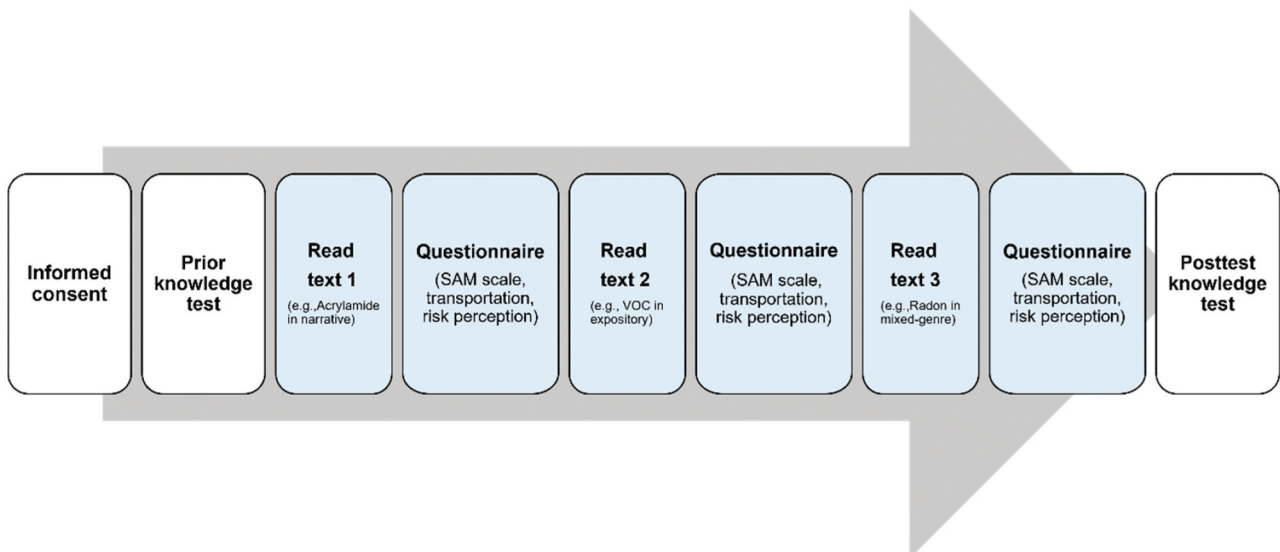 Informed
consent
Prior
knowledge
test
Read
text 1
(e.g.,Acrylamide
in narrative)
Questionnaire
(SAM scale,
transportation,
risk perception)
Read
text 2
(e.g., VOC in
expository)
Questionnaire
(SAM scale,
transportation,
risk perception)
Read
text 3
(e.g.,Radon in
mixed-genre)
Questionnaire
(SAM scale,
transportation,
risk perception)
Posttest
knowledge
test